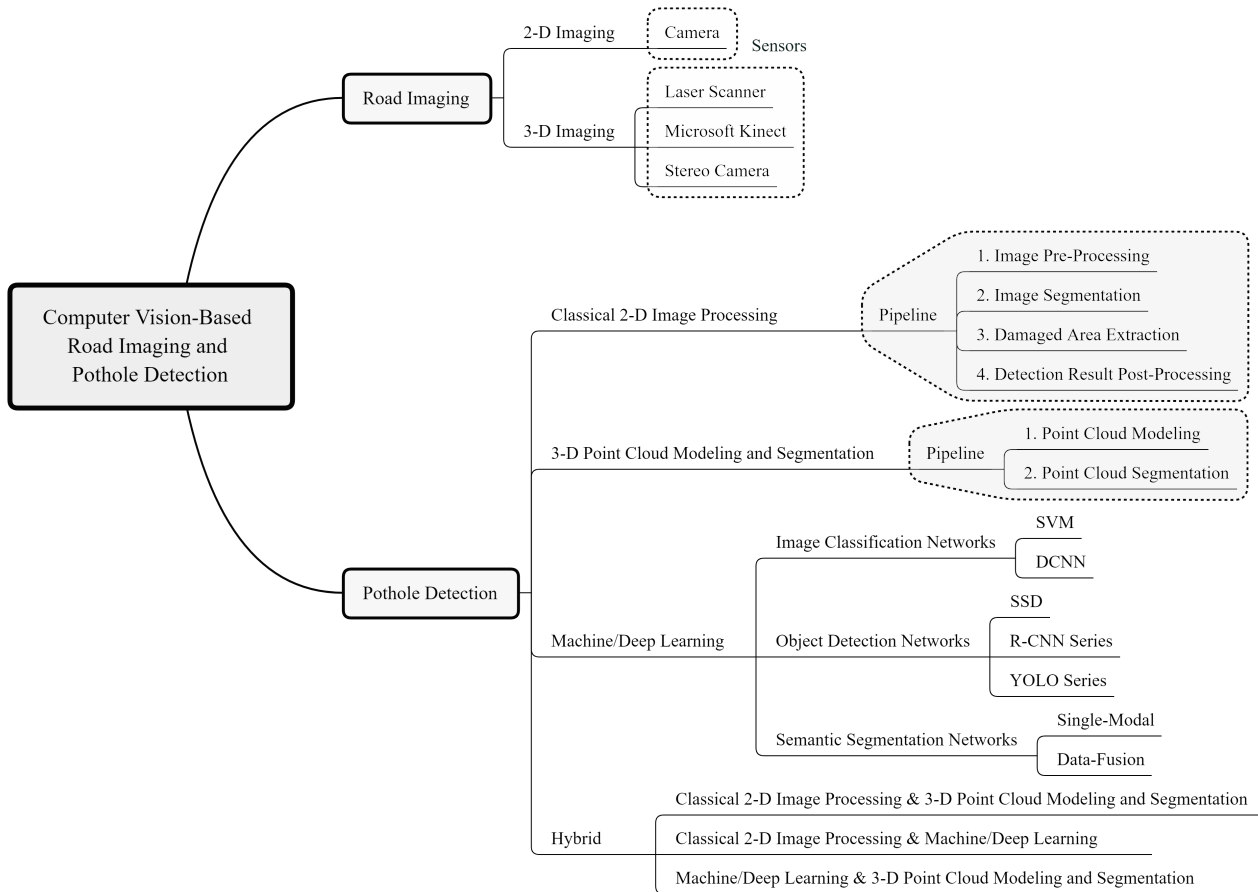 2-D Imaging
Camera
Sensors
Road Imaging
3-D Imaging
Laser Scanner
Microsoft Kinect
Stereo Camera
Computer Vision-Based
Road Imaging and
Pothole Detection
Pothole Detection
Classical 2-D Image Processing
Pipeline
1. Image Pre-Processing
2. Image Segmentation
3. Damaged Area Extraction
4. Detection Result Post-Processing
3-D Point Cloud Modeling and Segmentation
Pipeline
1. Point Cloud Modeling
2. Point Cloud Segmentation
Machine/Deep Learning
Image Classification Networks
SVM
DCNN
Object Detection Networks
SSD
R-CNN Series
YOLO Series
Semantic Segmentation Networks
Single-Modal
Data-Fusion
Hybrid
Classical 2-D Image Processing & 3-D Point Cloud Modeling and Segmentation
Classical 2-D Image Processing & Machine/Deep Learning
Machine/Deep Learning & 3-D Point Cloud Modeling and Segmentation